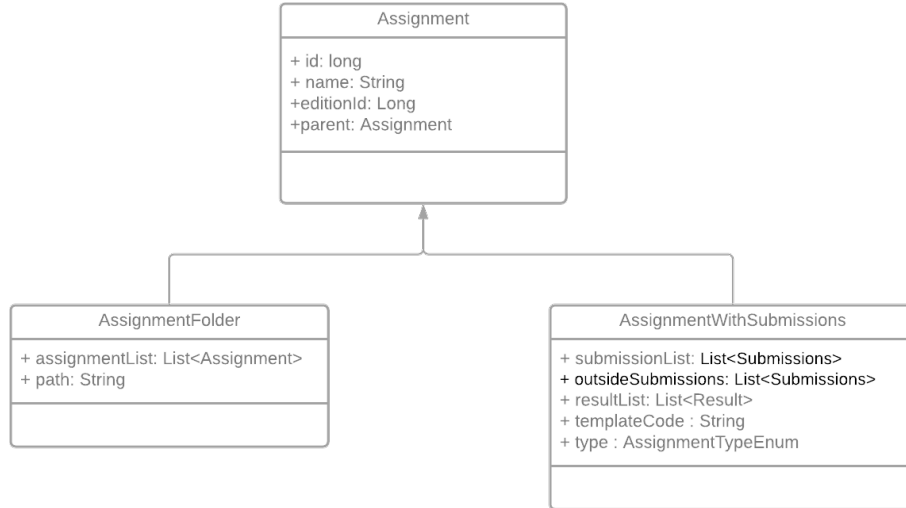 Assignment
+ id: long
+ name: String
+editionId: Long
+parent: Assignment
AssignmentFolder
+ assignmentList: List<Assignment>
+ path: String
AssignmentWithSubmissions
+ submissionList: List<Submissions>
+ outsideSubmissions: List<Submissions>
+ resultList: List<Result>
+ templateCode : String
+ type : AssignmentTypeEnum